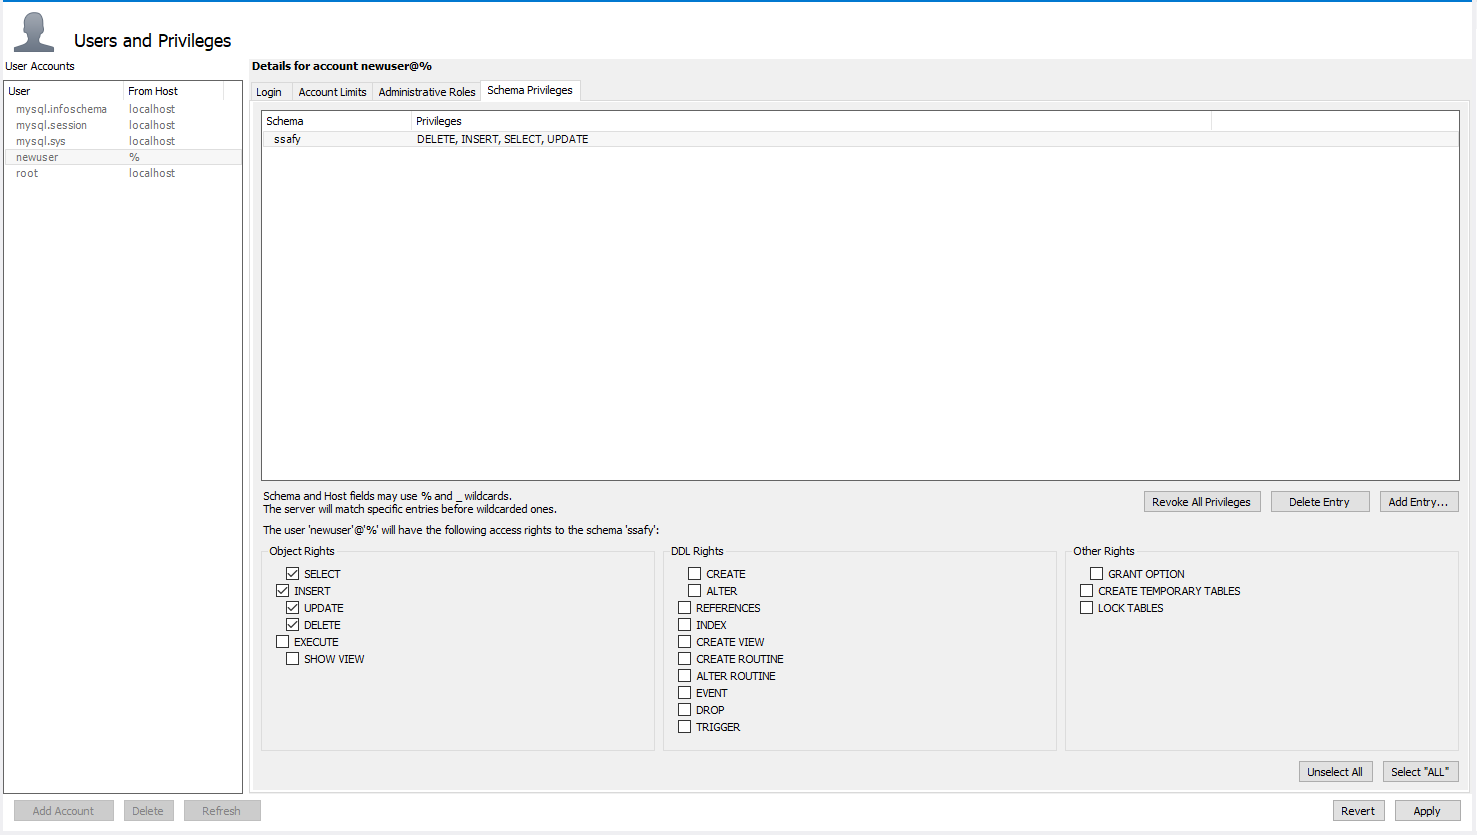 Users and Privileges
User Accounts
User From Host
mysql.infoschema localhost
mysql.session localhost
mysql.sys localhost
newuser %
root localhost
Add Account Delete Refresh
Details for account newuser@%
Login Account Limits Administrative Roles Schema Privileges
Schema Privileges
ssafy DELETE, INSERT, SELECT, UPDATE
Schema and Host fields may use % and _ wildcards.
The server will match specific entries before wildcarded ones.
Revoke All Privileges Delete Entry Add Entry...
The user 'newuser'@'%' will have the following access rights to the schema 'ssafy':
Object Rights
SELECT
INSERT
UPDATE
DELETE
EXECUTE
SHOW VIEW
DDL Rights
CREATE
ALTER
REFERENCES
INDEX
CREATE VIEW
CREATE ROUTINE
ALTER ROUTINE
EVENT
DROP
TRIGGER
Other Rights
GRANT OPTION
CREATE TEMPORARY TABLES
LOCK TABLES
Unselect All Select "ALL"
Revert Apply